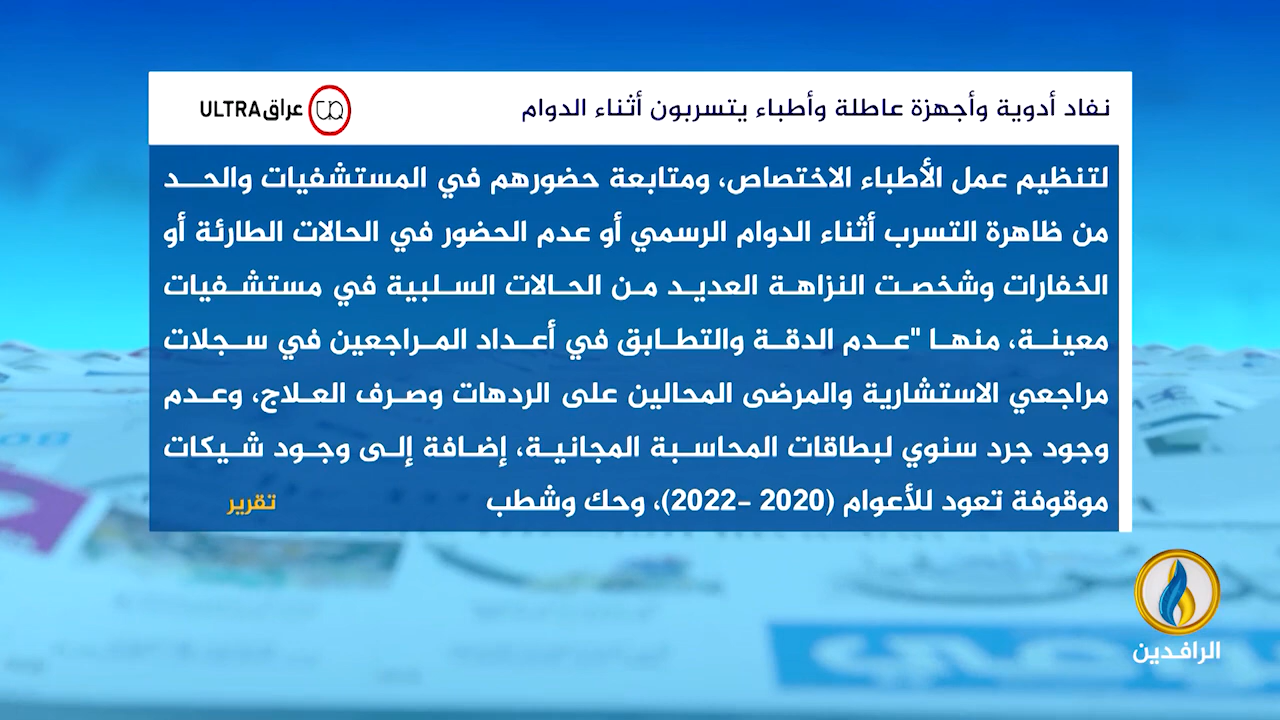 نفاد أدوية وأجهزة عاطلة وأطباء يتسربون أثناء الدوام
عراق ULTRA
لتنظيم عمل الأطباء الاختصاص، ومتابعة حضورهم في المستشفيات والحد
من ظاهرة التسرب أثناء الدوام الرسمي أو عدم الحضور في الحالات الطارئة أو
الخفارات وشخصت النزاهة العديد من الحالات السلبية في مستشفيات
معينة، منها "عدم الدقة والتطابق في أعداد المراجعين في سجلات
مراجعي الاستشارية والمرضى المحالين على الردهات وصرف العلاج، وعدم
وجود جرد سنوي لبطاقات المحاسبة المجانية، إضافة إلى وجود شيكات
موقوفة تعود للأعوام (2020 -2022)، وحك وشطب
تقرير
الرافدين